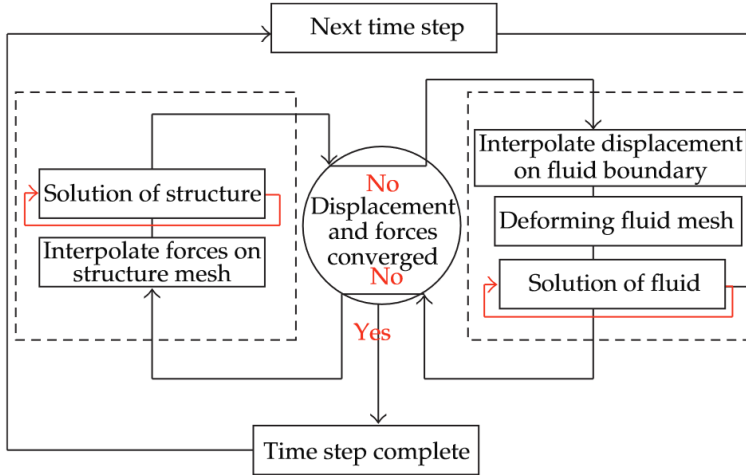 Next time step
Solution of structure
Interpolate forces on
structure mesh
No
Displacement
and forces
converged
No
Yes
Interpolate displacement
on fluid boundary
Deforming fluid mesh
Solution of fluid
Time step complete